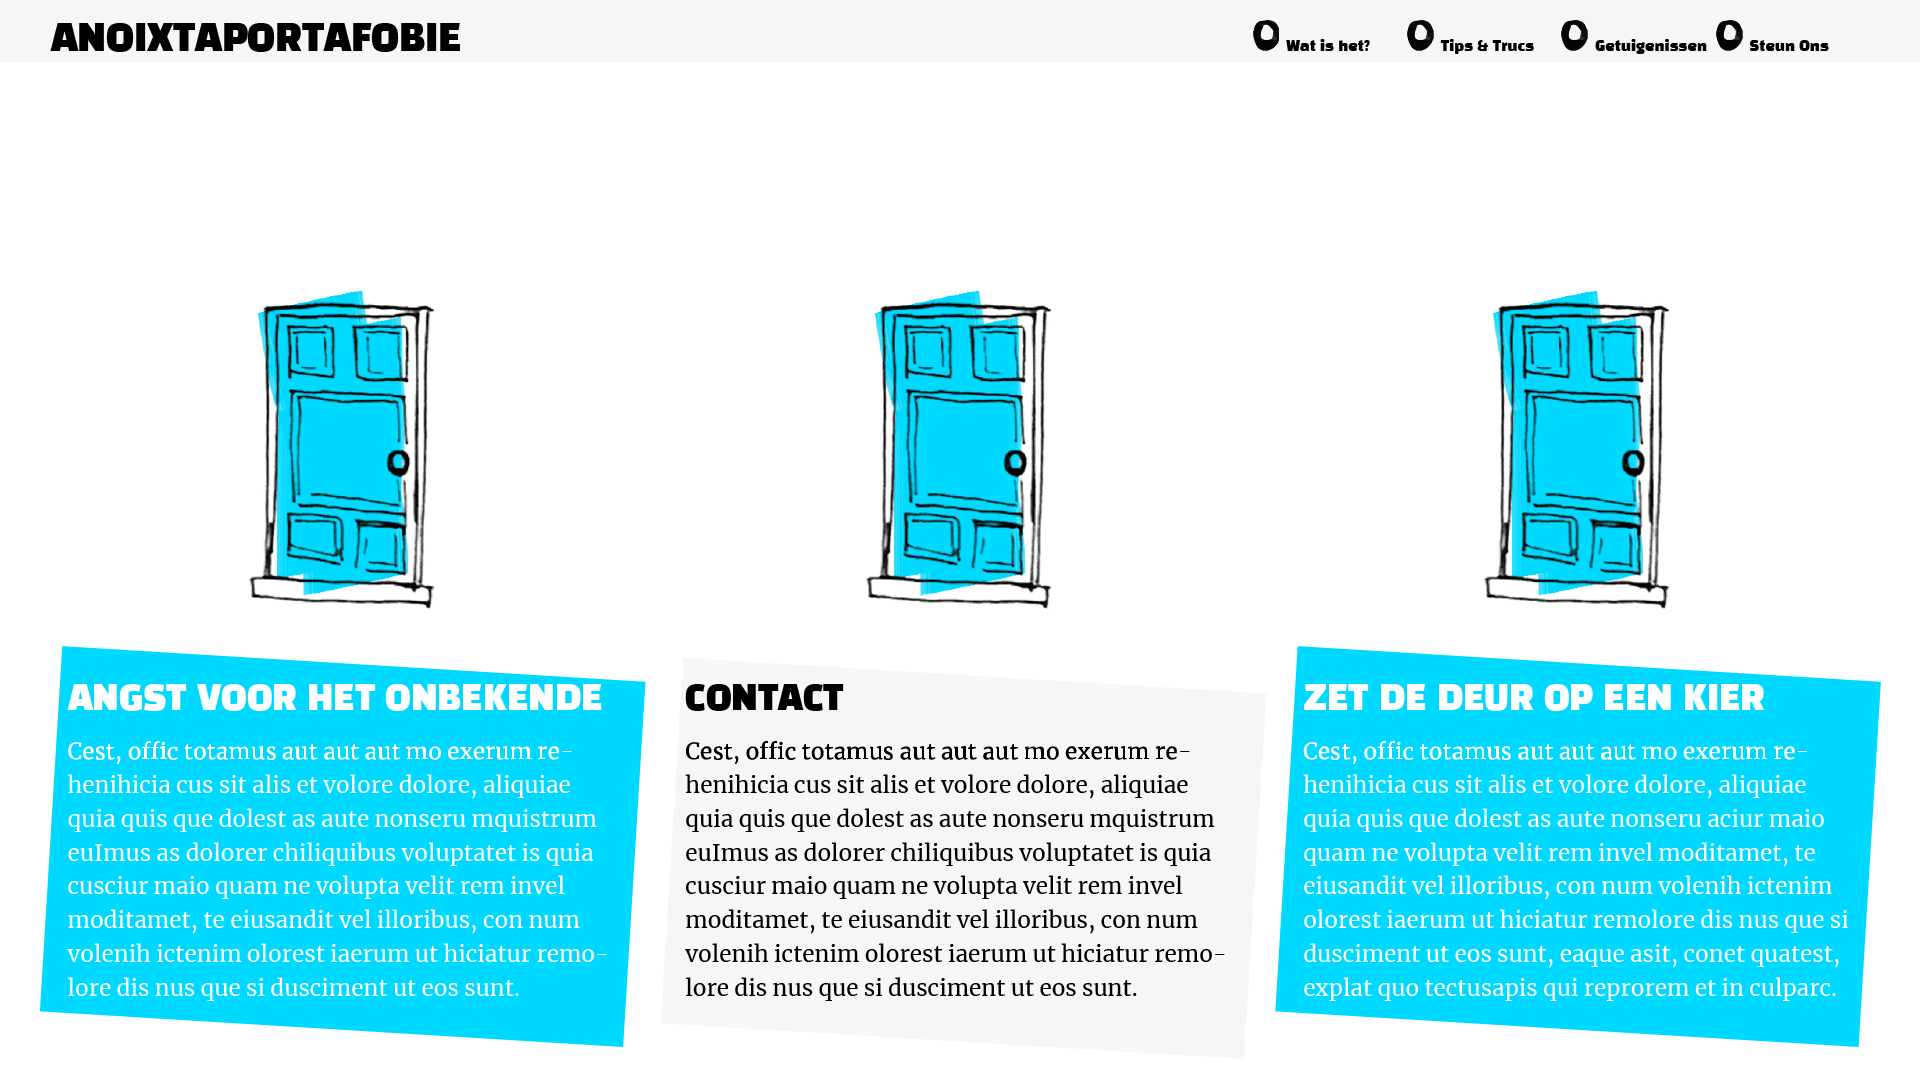 ANOIXTAPORTAFOBIE
Wat is het?
Tips & Trucs
Getuigenissen
Steun Ons
ANGST VOOR HET ONBEKENDE
Cest, offic totamus aut aut aut mo exerum re-
henihicia cus sit alis et volore dolore, aliquiae
quia quis que dolest as aute nonseru mquistrum
euImus as dolorer chiliquibus voluptatet is quia
cusciur maio quam ne volupta velit rem invel
moditamet, te eiusandit vel illoribus, con num
volenih ictenim olorest iaerum ut hiciatur remo-
lore dis nus que si dusciment ut eos sunt.
CONTACT
Cest, offic totamus aut aut aut mo exerum re-
henihicia cus sit alis et volore dolore, aliquiae
quia quis que dolest as aute nonseru mquistrum
euImus as dolorer chiliquibus voluptatet is quia
cusciur maio quam ne volupta velit rem invel
moditamet, te eiusandit vel illoribus, con num
volenih ictenim olorest iaerum ut hiciatur remo-
lore dis nus que si dusciment ut eos sunt.
ZET DE DEUR OP EEN KIER
Cest, offic totamus aut aut aut mo exerum re-
henihicia cus sit alis et volore dolore, aliquiae
quia quis que dolest as aute nonseru aciur maio
quam ne volupta velit rem invel moditamet, te
eiusandit vel illoribus, con num volenih ictenim
olorest iaerum ut hiciatur remolore dis nus que si
dusciment ut eos sunt, eaque asit, conet quatest,
explat quo tectusapis qui reprorem et in culparc.